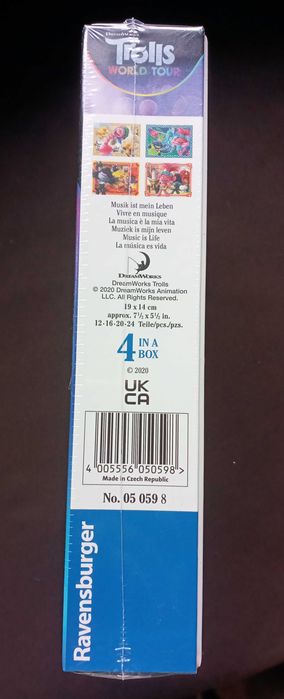 DREAMWORKS
Trolls
WORLD TOUR
Musik ist mein Leben
Vivre en musique
La musica è la mia vita
Muziek is mijn leven
Music is Life
La música es vida
DREAMWORKS
DreamWorks Trolls
© 2020 DreamWorks Animation
LLC. All Rights Reserved.
19 x 14 cm
approx. 7½ x 5½ in.
12-16-20-24 Teile/pcs./pzs.
4 IN A
BOX
© 2020
UK
CA
4 005556 050598 >
Made in Czech Republic
No. 05 059 8
Ravensburger